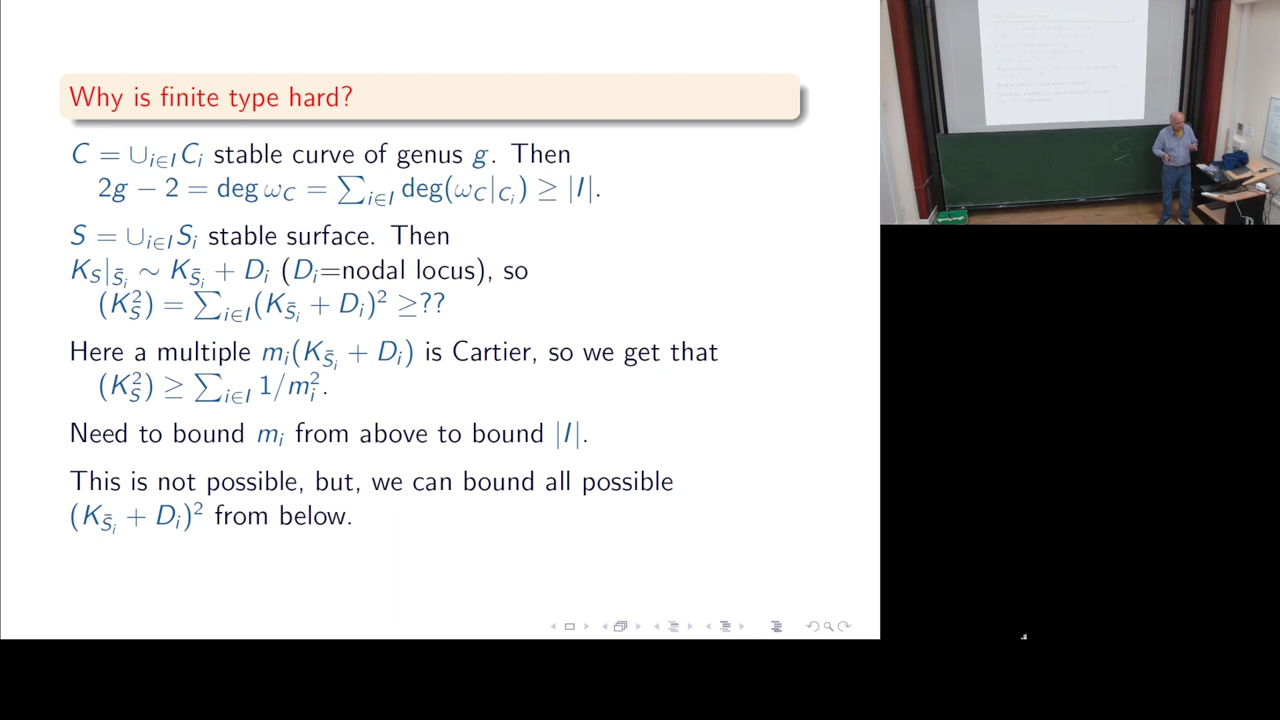 Why is finite type hard?
C = ∪_{i∈I} C_i stable curve of genus g. Then
2g − 2 = deg ω_C = ∑_{i∈I} deg(ω_C|_{C_i}) ≥ |I|.
S = ∪_{i∈I} S_i stable surface. Then
K_S|_{S̄_i} ∼ K_{S̄_i} + D_i (D_i=nodal locus), so
(K_S^2) = ∑_{i∈I} (K_{S̄_i} + D_i)^2 ≥??
Here a multiple m_i(K_{S̄_i} + D_i) is Cartier, so we get that
(K_S^2) ≥ ∑_{i∈I} 1/m_i^2.
Need to bound m_i from above to bound |I|.
This is not possible, but, we can bound all possible
(K_{S̄_i} + D_i)^2 from below.